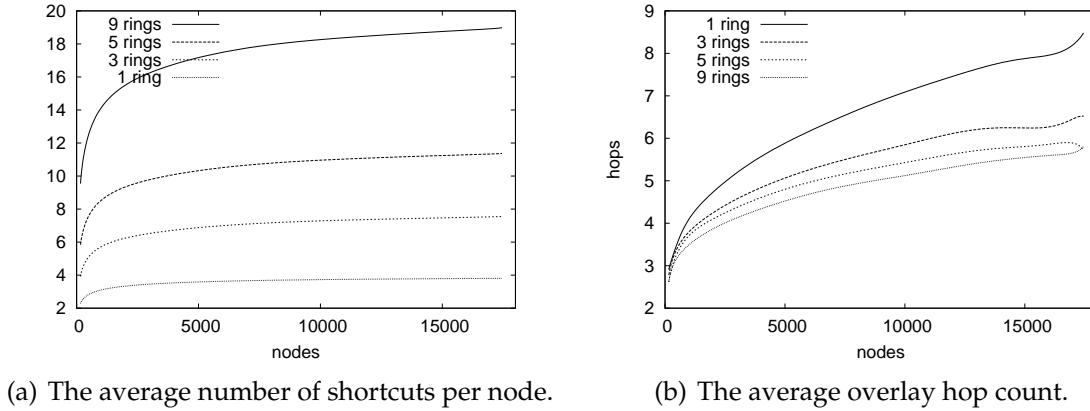 20
18
16
14
12
10
8
6
4
2
9 rings
5 rings
3 rings
1 ring
0 5000 10000 15000
nodes
(a) The average number of shortcuts per node.
hops
9
8
7
6
5
4
3
2
1 ring
3 rings
5 rings
9 rings
0 5000 10000 15000
nodes
(b) The average overlay hop count.